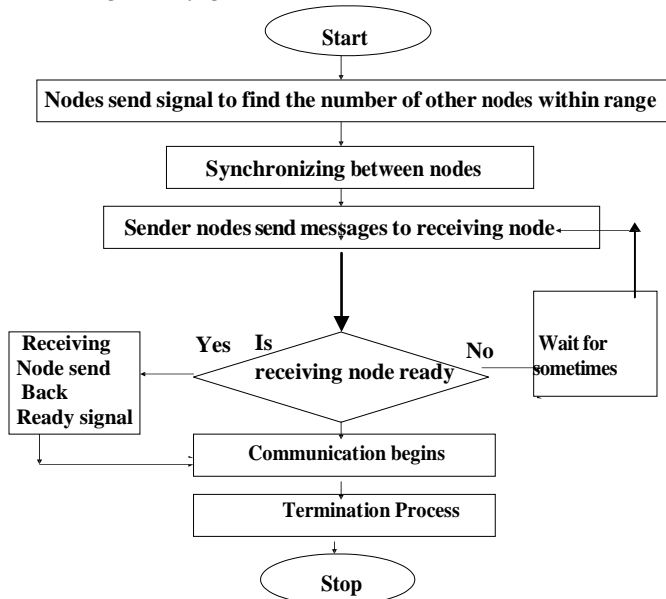 Start
Nodes send signal to find the number of other nodes within range
Synchronizing between nodes
Sender nodes send messages to receiving node
Yes Is No
receiving node ready
Receiving
Node send
Back
Ready signal
Wait for
sometimes
Communication begins
Termination Process
Stop